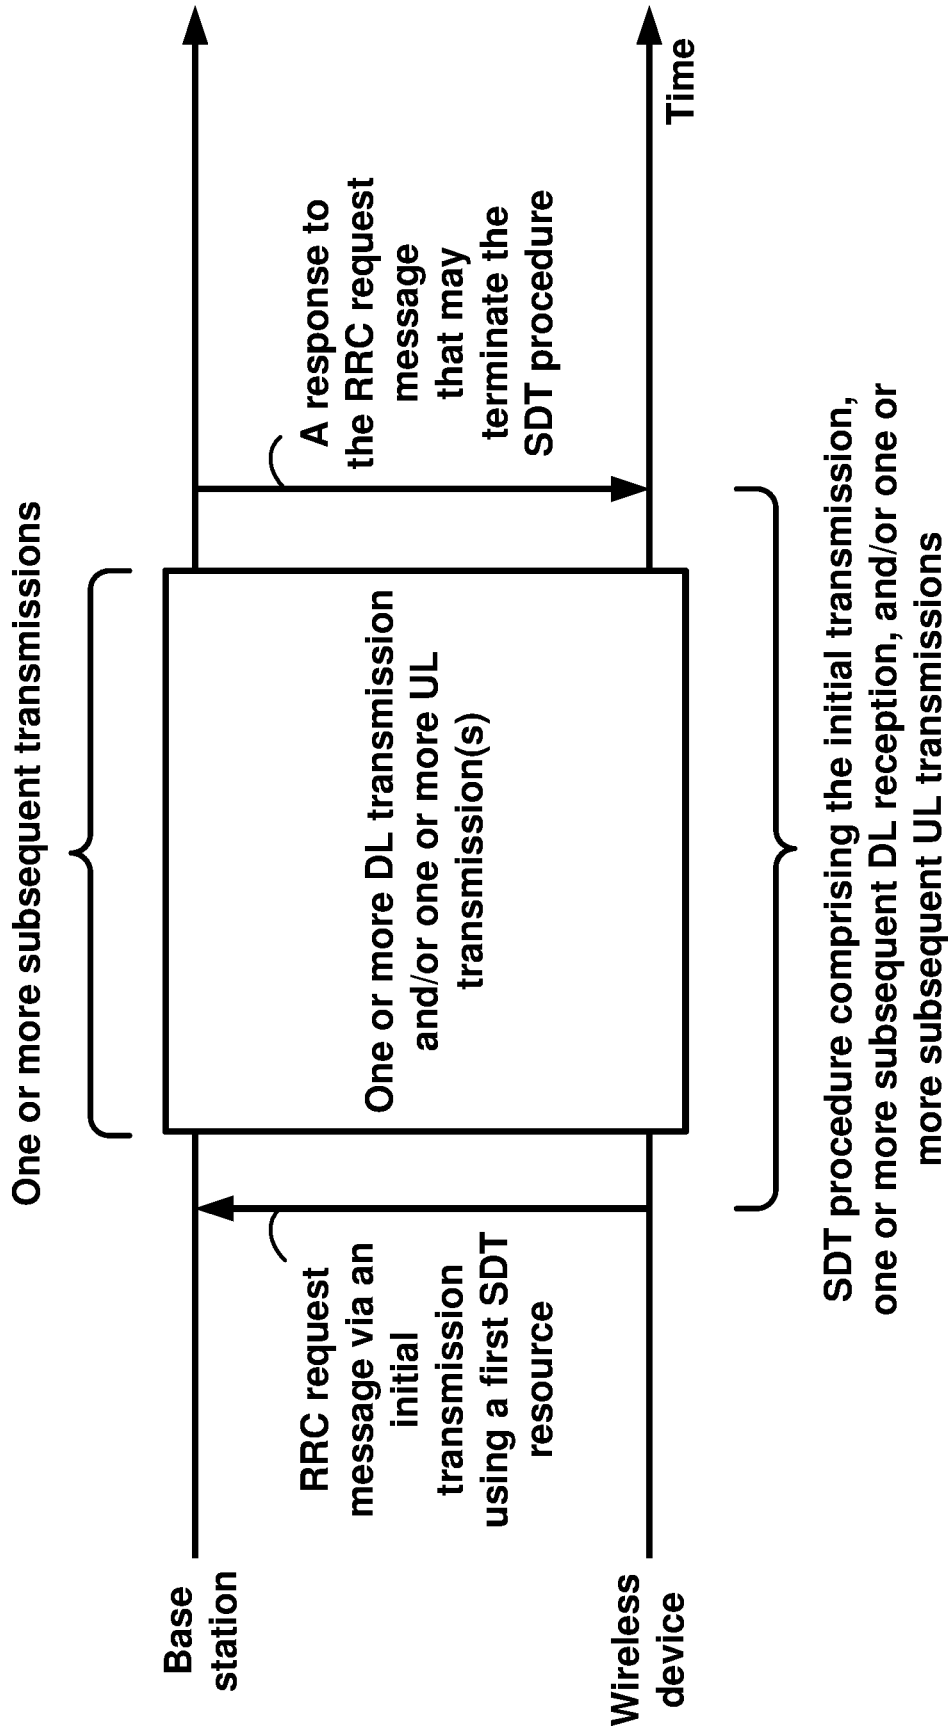 One or more subsequent transmissions
Base
station
RRC request
message via an
initial
transmission
using a first SDT
resource
One or more DL transmission
and/or one or more UL
transmission(s)
A response to
the RRC request
message
that may
terminate the
SDT procedure
Wireless
device
Time
SDT procedure comprising the initial transmission,
one or more subsequent DL reception, and/or one or
more subsequent UL transmissions